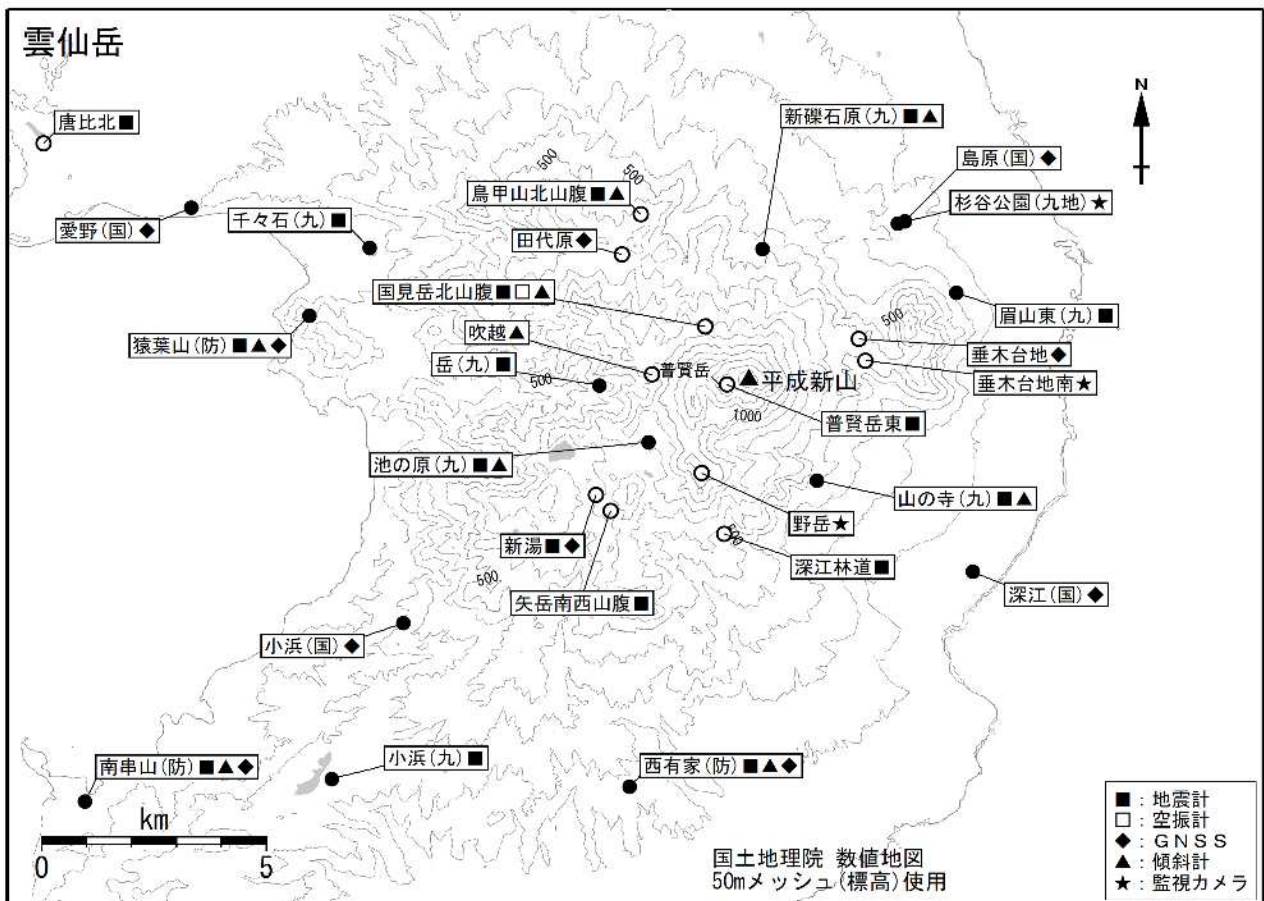 雲仙岳
N
唐比北■
新礫石原(九)■▲
島原(国)◆
鳥甲山北山腹■▲
杉谷公園(九地)★
愛野(国)◆
千々石(九)■
田代原◆
500
500
国見岳北山腹■□▲
500
眉山東(九)■
猿葉山(防)■▲◆
吹越▲
垂木台地◆
岳(九)■
普賢岳
▲平成新山
500
垂木台地南★
1000
普賢岳東■
池の原(九)■▲
山の寺(九)■▲
野岳★
新湯■◆
500
深江林道■
500
矢岳南西山腹■
深江(国)◆
小浜(国)◆
南串山(防)■▲◆
小浜(九)■
西有家(防)■▲◆
km
0
5
国土地理院 数値地図
50mメッシュ(標高)使用
■:地震計
□:空振計
◆:GNSS
▲:傾斜計
★:監視カメラ